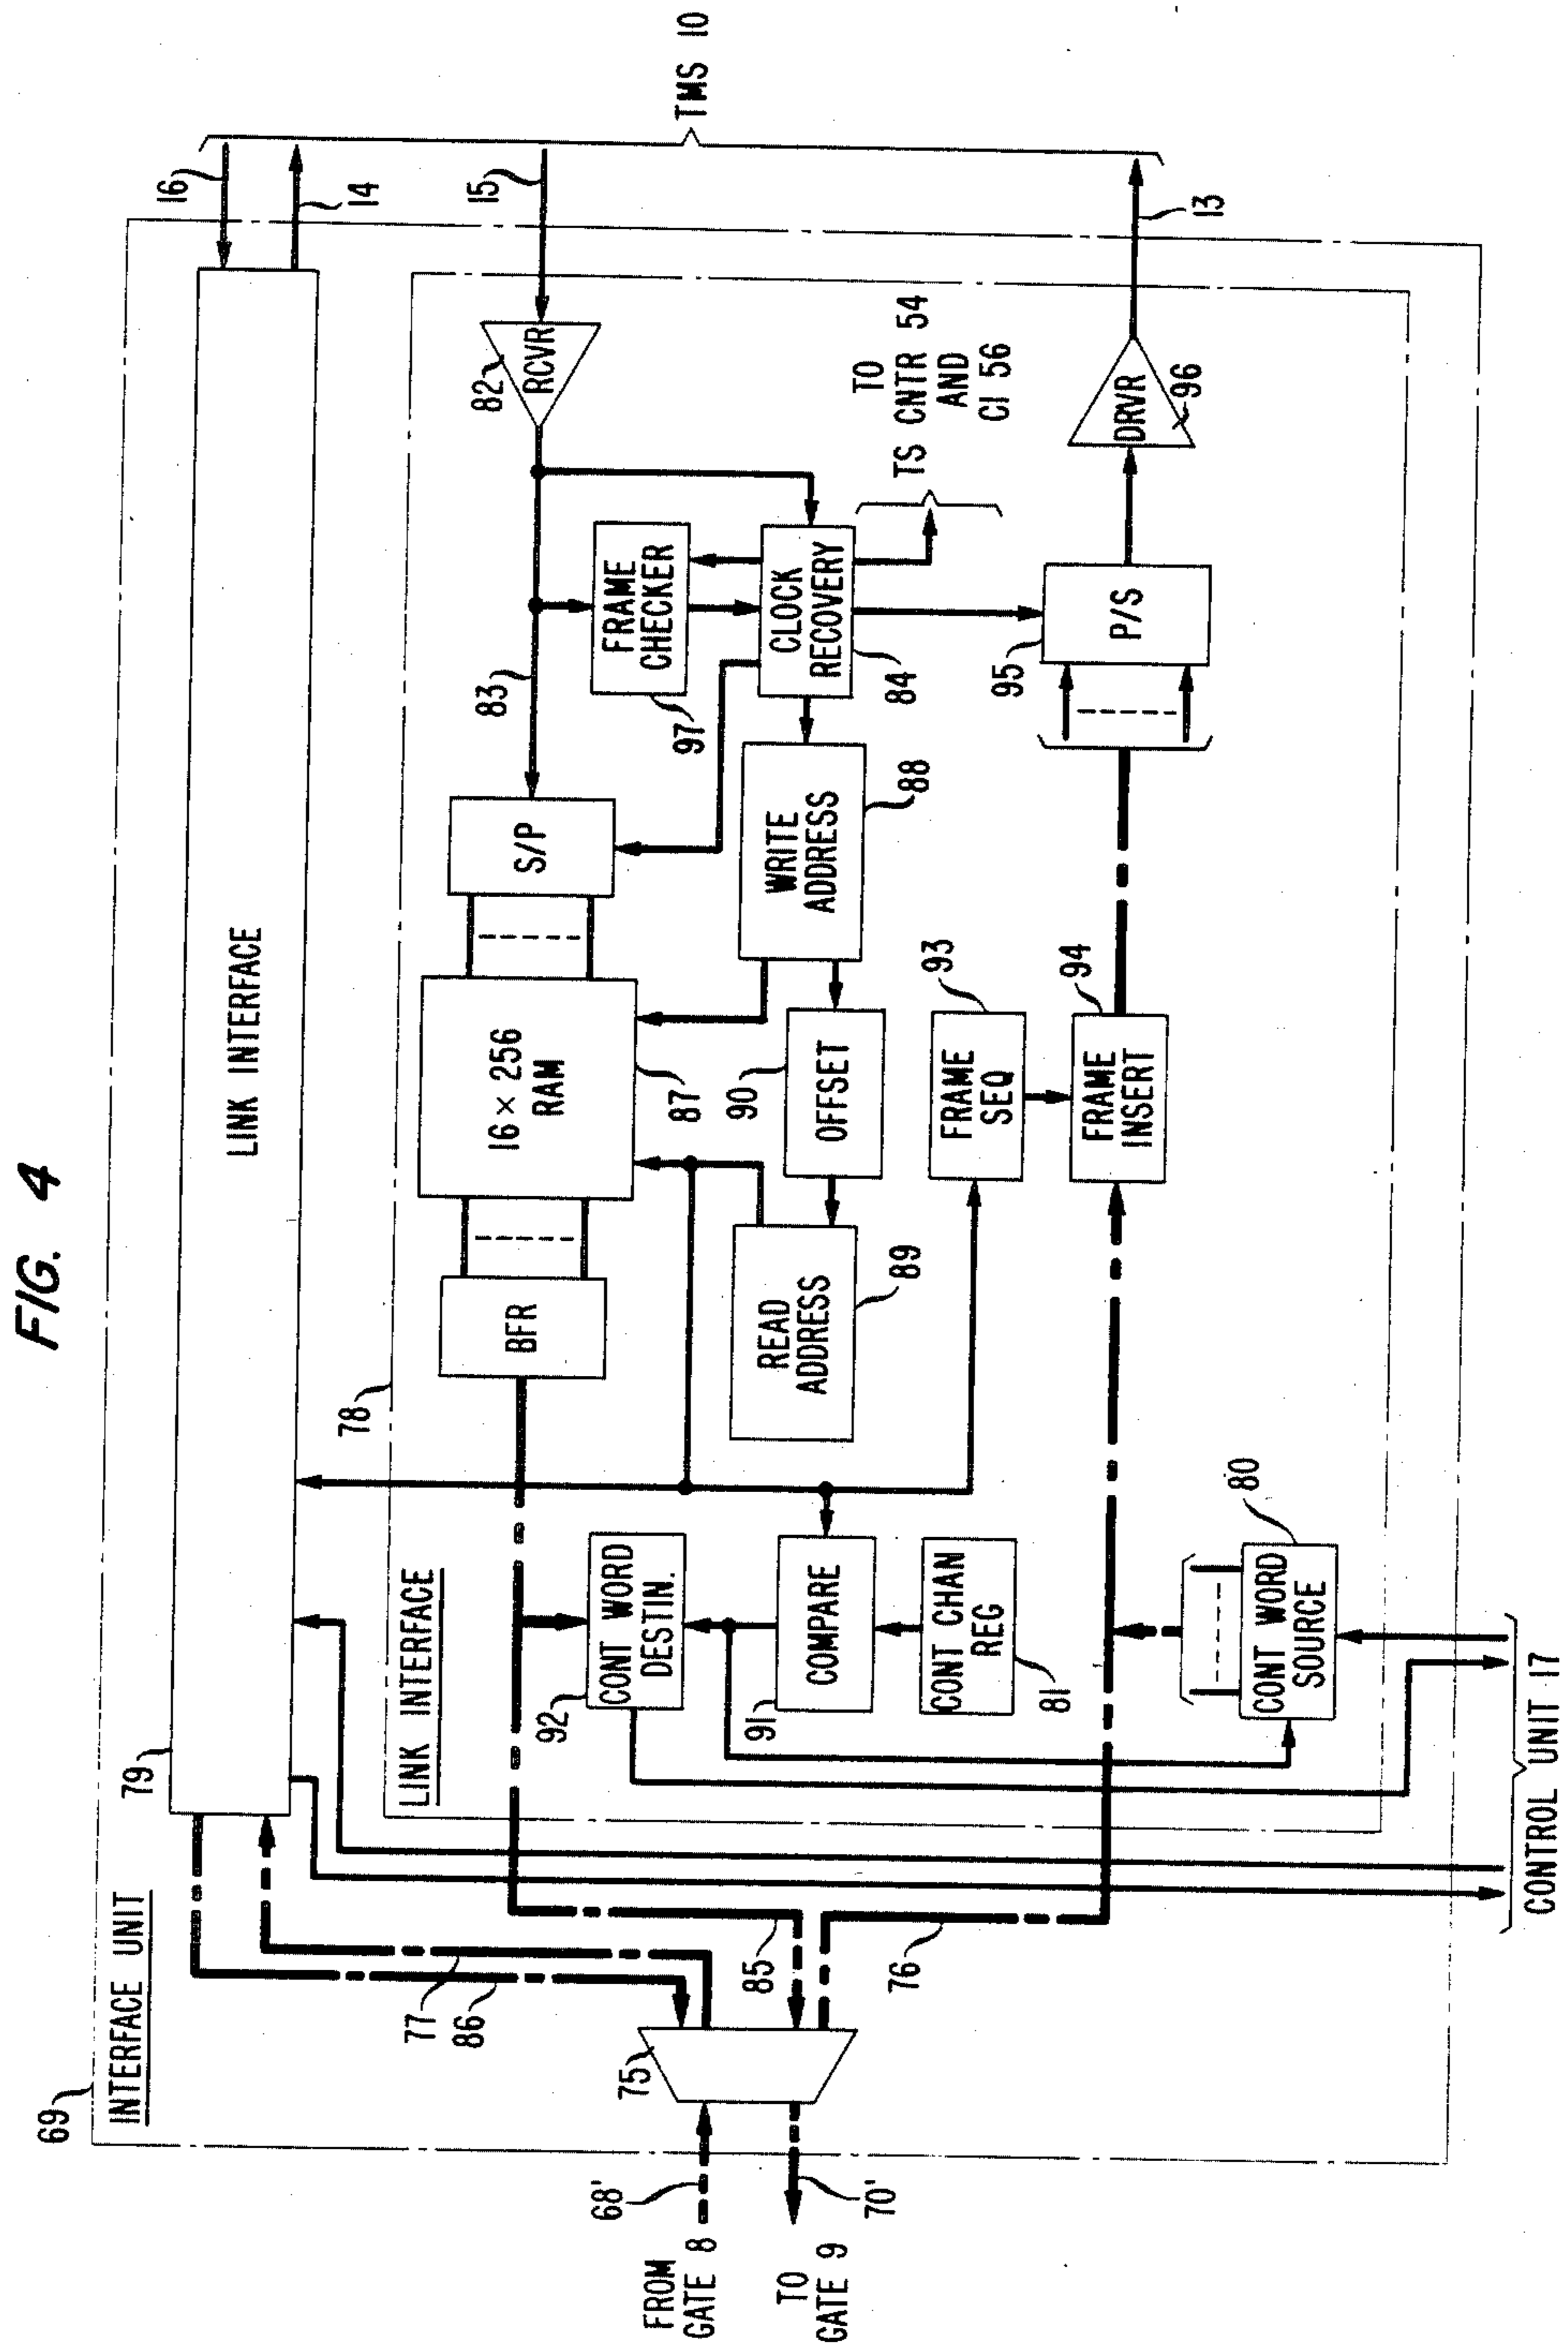 FIG. 4
69
INTERFACE UNIT
79
LINK INTERFACE
16
14
TMS 10
15
13
78
LINK INTERFACE
77
86
85
76
75
FROM
GATE 8
68'
TO
GATE 9
70'
BFR
16 × 256
RAM
87
S/P
83
82
RCVR
FRAME
CHECKER
97
CLOCK
RECOVERY
84
TO
TS CNTR 54
AND
CI 56
WRITE
ADDRESS
88
OFFSET
90
READ
ADDRESS
89
92
CONT WORD
DESTIN.
COMPARE
91
CONT CHAN
REG
81
FRAME
SEQ
93
FRAME
INSERT
94
95
P/S
DRVR
96
CONT WORD
SOURCE
80
CONTROL UNIT 17